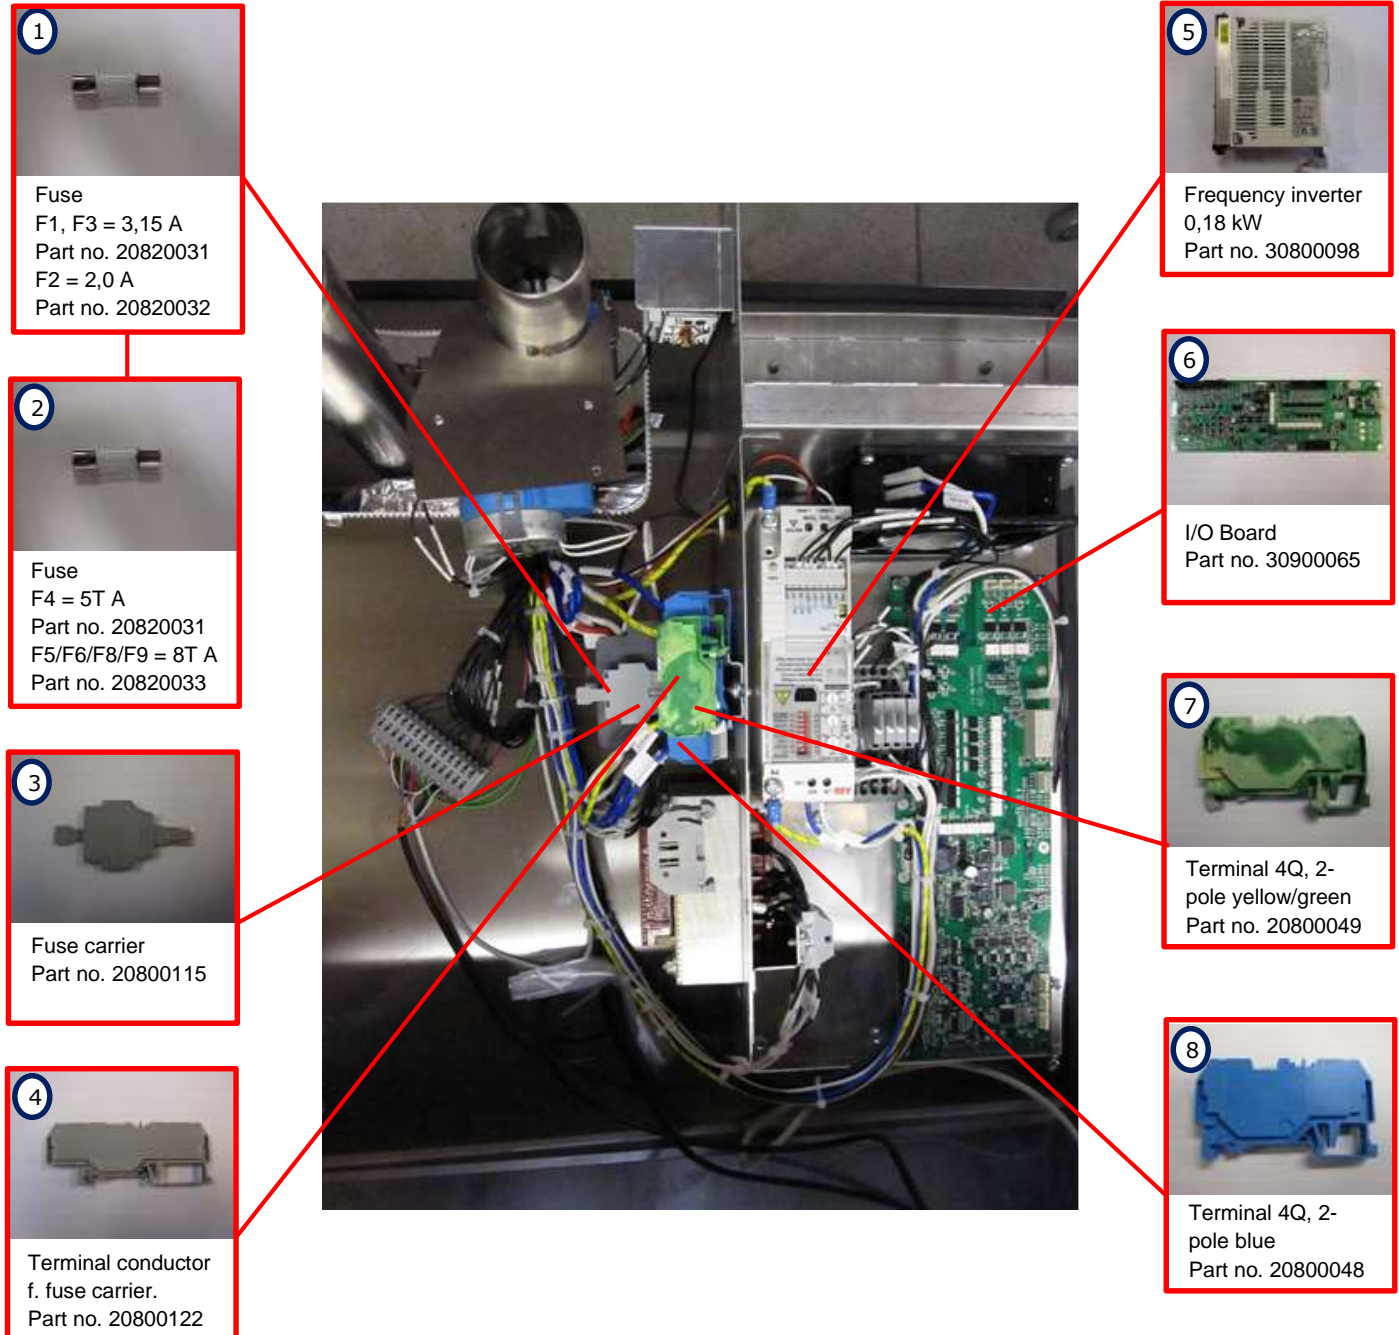 1
Fuse
F1, F3 = 3,15 A
Part no. 20820031
F2 = 2,0 A
Part no. 20820032
2
Fuse
F4 = 5T A
Part no. 20820031
F5/F6/F8/F9 = 8T A
Part no. 20820033
3
Fuse carrier
Part no. 20800115
4
Terminal conductor
f. fuse carrier.
Part no. 20800122
5
Frequency inverter
0,18 kW
Part no. 30800098
6
I/O Board
Part no. 30900065
7
Terminal 4Q, 2-
pole yellow/green
Part no. 20800049
8
Terminal 4Q, 2-
pole blue
Part no. 20800048